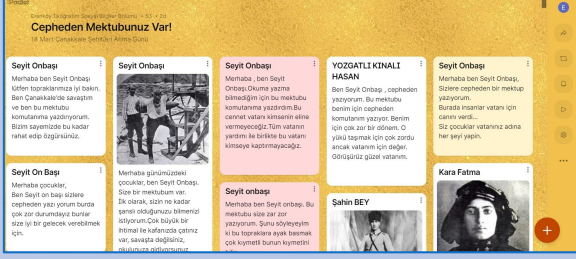 Padlet
Erenköy İlköğretim Sosyal Bilgiler Bölümü + 53 • 2d
Cepheden Mektubunuz Var!
18 Mart Çanakkale Şehitleri Anma Günü
Seyit Onbaşı
Merhaba ben Seyit Onbaşı
lütfen topraklarımıza iyi bakın.
Ben Çanakkale'de savaştım
ve ben bu mektubu
komutanıma yazdırıyorum.
Bizim sayemizde bu kadar
rahat edip özgürsünüz.
Seyit On Başı
Merhaba çocuklar,
Ben Seyit on başı sizlere
cepheden yazı yorum burda
çok zor durumdayız bunlar
size iyi bir gelecek verebilmek
için.
Seyit Onbaşı
Merhaba günümüzdeki
çocuklar, ben Seyit Onbaşı.
Size bir mektubum var.
İlk olarak, sizin ne kadar
şanslı olduğunuzu bilmenizi
istiyorum.Çok büyük bir
ihtimal ile kafanızda çatınız
var, savaşta değilsiniz,
okulunuza gidiyorsunuz
Seyit Onbaşı
Merhaba , ben Seyit
Onbaşı.Okuma yazma
bilmediğim için bu mektubu
komutanıma yazdırdım.Bu
cennet vatanı kimsenin eline
vermeyeceğiz.Tüm vatanın
yardımı ile birlikte bu vatanı
kimseye kaptırmayacağız.
Seyit onbaşı
Merhaba ben Seyit Onbaşı. Bu
mektubu size zar zor
yazıyorum. Şunu söyleyeyim
ki bu topraklara ayak basmak
çok kıymetli bunun kıymetini
YOZGATLI KINALI
HASAN
Ben Seyit Onbaşı , cepheden
yazıyorum. Bu mektubu
benim için cepheden
komutanım yazıyor. Benim
için çok zor bir dönem. O
yükü taşımak için çok zordu
ancak vatanım için değer.
Görüşürüz güzel vatanım.
Şahin BEY
Seyit Onbaşı
Merhaba ben Seyit Onbaşı,
Sizlere cepheden bir mektup
yazıyorum.
Burada insanlar vatanı için
canını verdi...
Siz çocuklar vatanınız adına
her şeyi yapın.
Kara Fatma
E